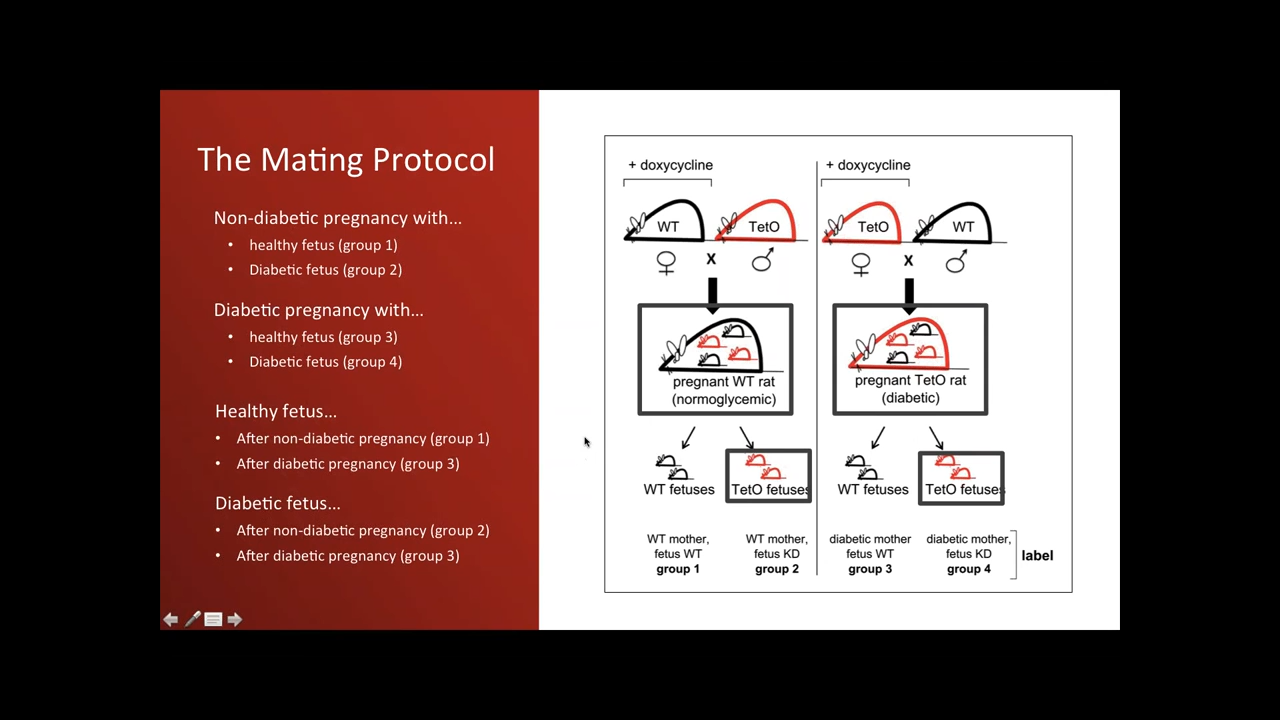 The Mating Protocol
Non-diabetic pregnancy with...
• healthy fetus (group 1)
• Diabetic fetus (group 2)
Diabetic pregnancy with...
• healthy fetus (group 3)
• Diabetic fetus (group 4)
Healthy fetus...
• After non-diabetic pregnancy (group 1)
• After diabetic pregnancy (group 3)
Diabetic fetus...
• After non-diabetic pregnancy (group 2)
• After diabetic pregnancy (group 3)
+ doxycycline
WT
TetO
♀ X ♂
pregnant WT rat
(normoglycemic)
WT fetuses
TetO fetuses
WT mother,
fetus WT
group 1
WT mother,
fetus KD
group 2
+ doxycycline
TetO
WT
♀ X ♂
pregnant TetO rat
(diabetic)
WT fetuses
TetO fetuses
diabetic mother
fetus WT
group 3
diabetic mother,
fetus KD
group 4
label